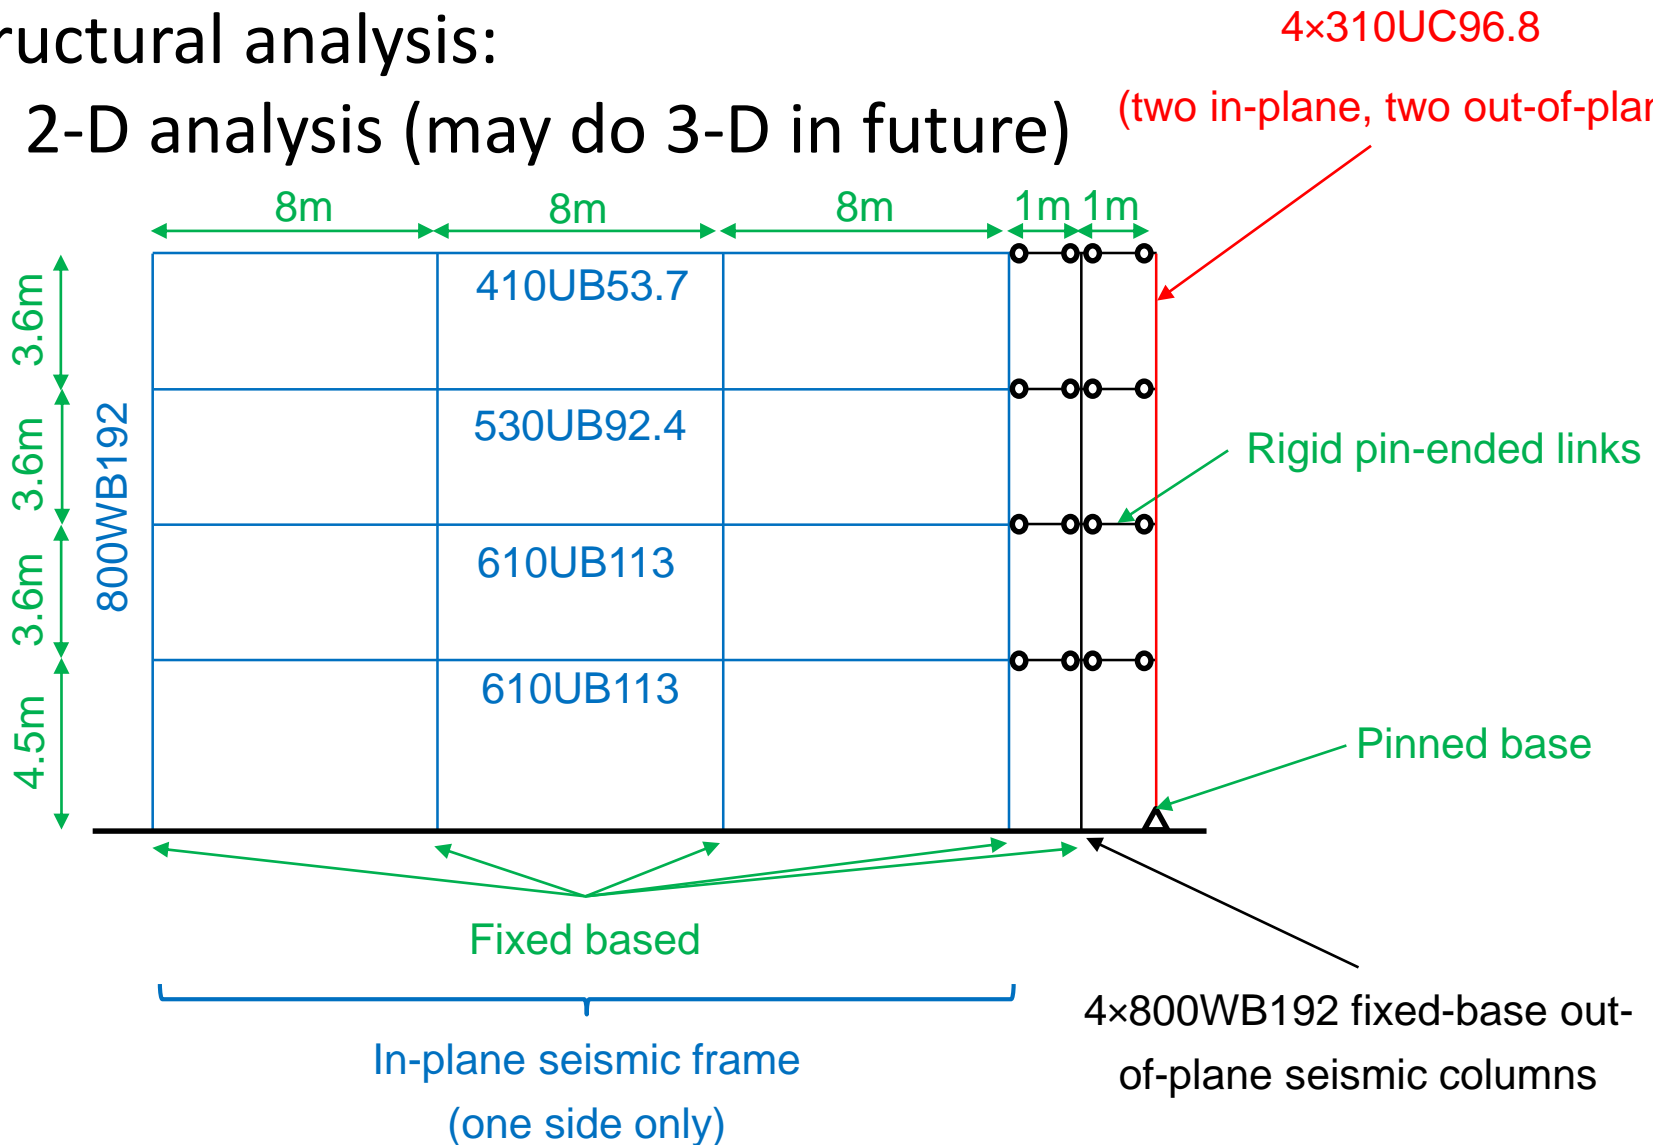 ructural analysis:
2-D analysis (may do 3-D in future)
4×310UC96.8
(two in-plane, two out-of-plan
8m
8m
8m
1m
1m
3.6m
3.6m
3.6m
4.5m
800WB192
410UB53.7
530UB92.4
610UB113
610UB113
Rigid pin-ended links
Pinned base
Fixed based
In-plane seismic frame
(one side only)
4×800WB192 fixed-base out-
of-plane seismic columns